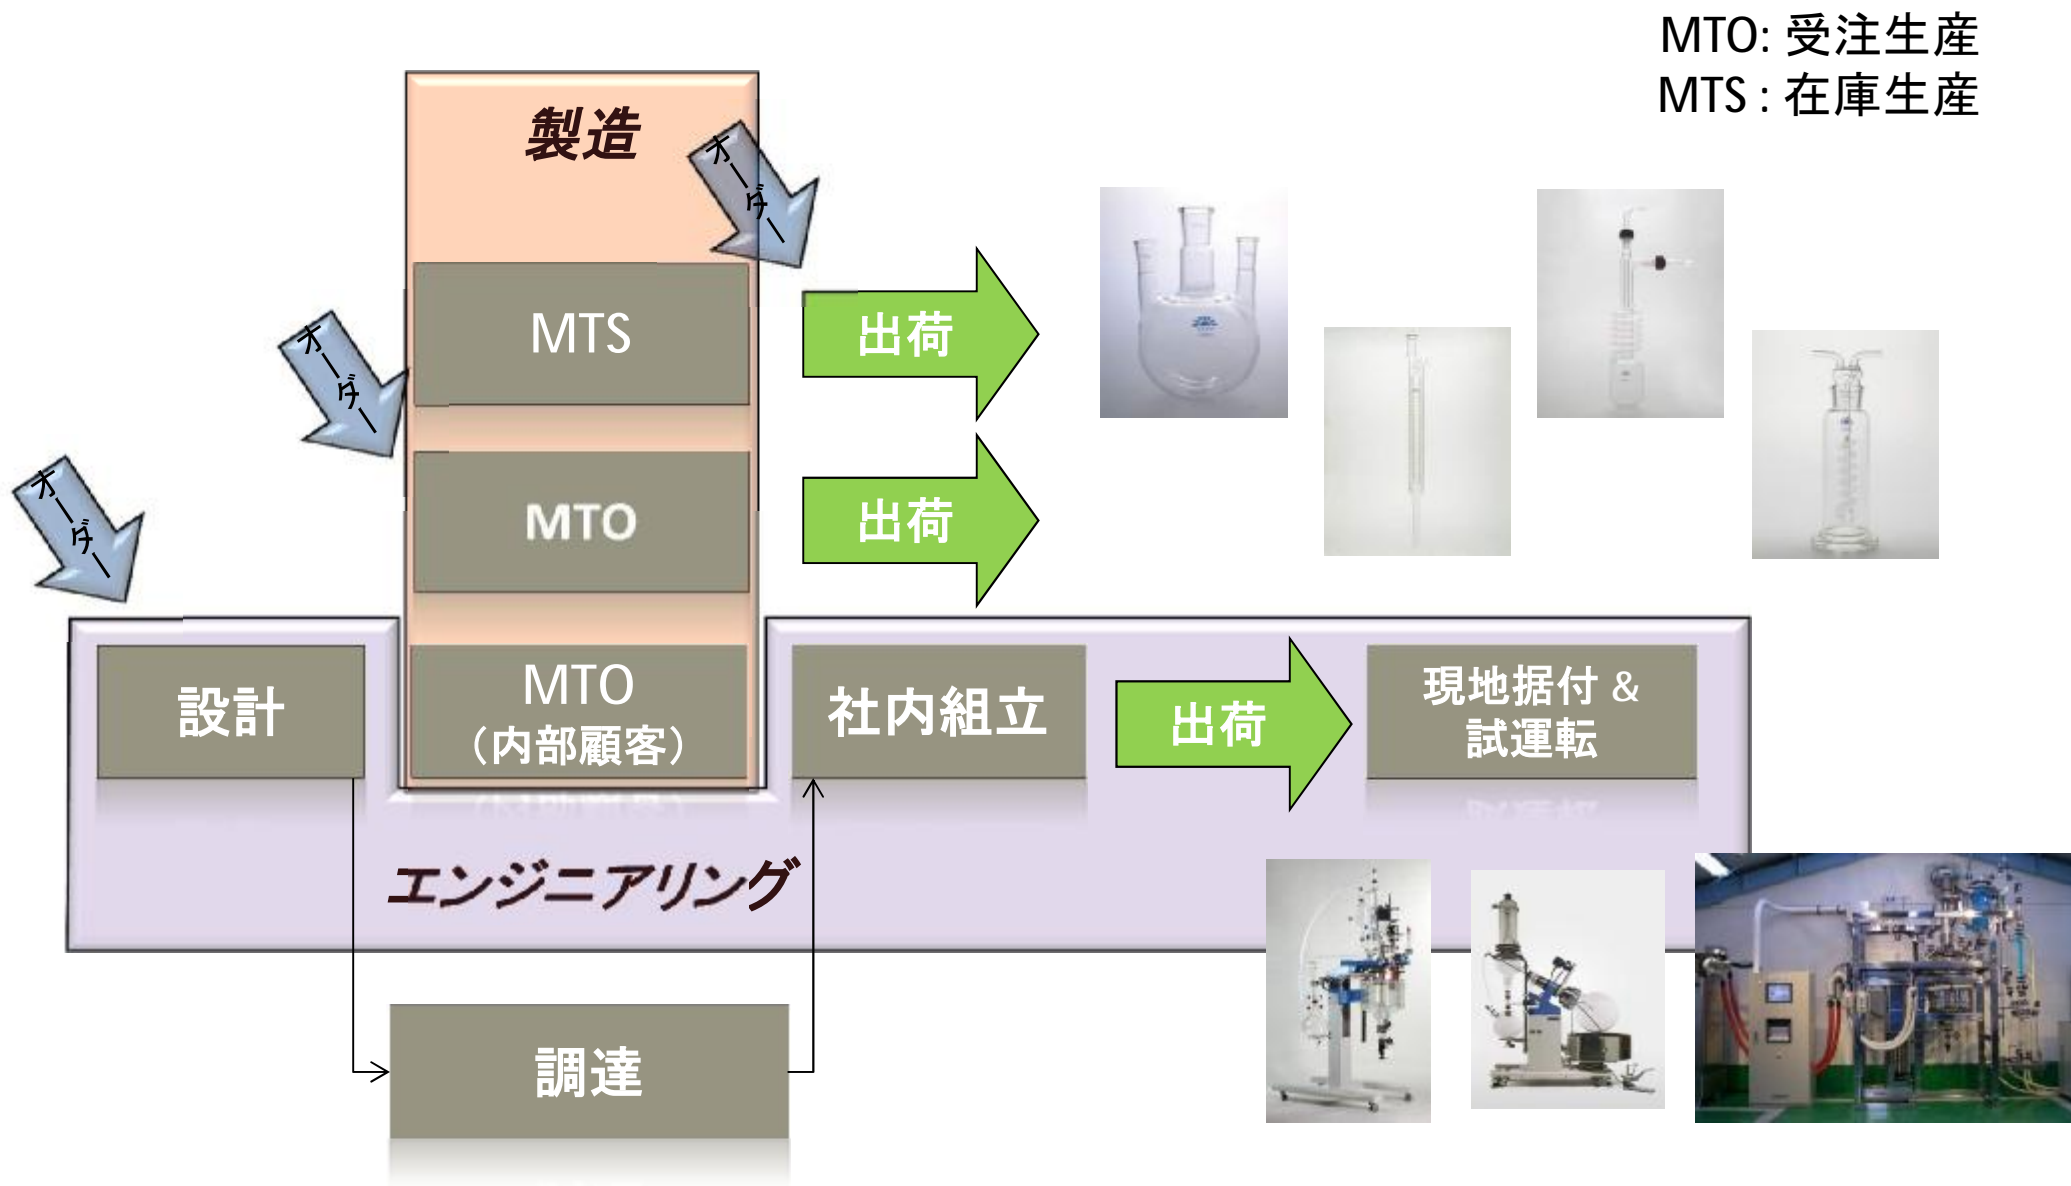 MTO: 受注生産
MTS : 在庫生産
製造
オーダー
MTS
出荷
オーダー
MTO
出荷
オーダー
設計
MTO
（内部顧客）
社内組立
出荷
現地据付 &
試運転
エンジニアリング
調達